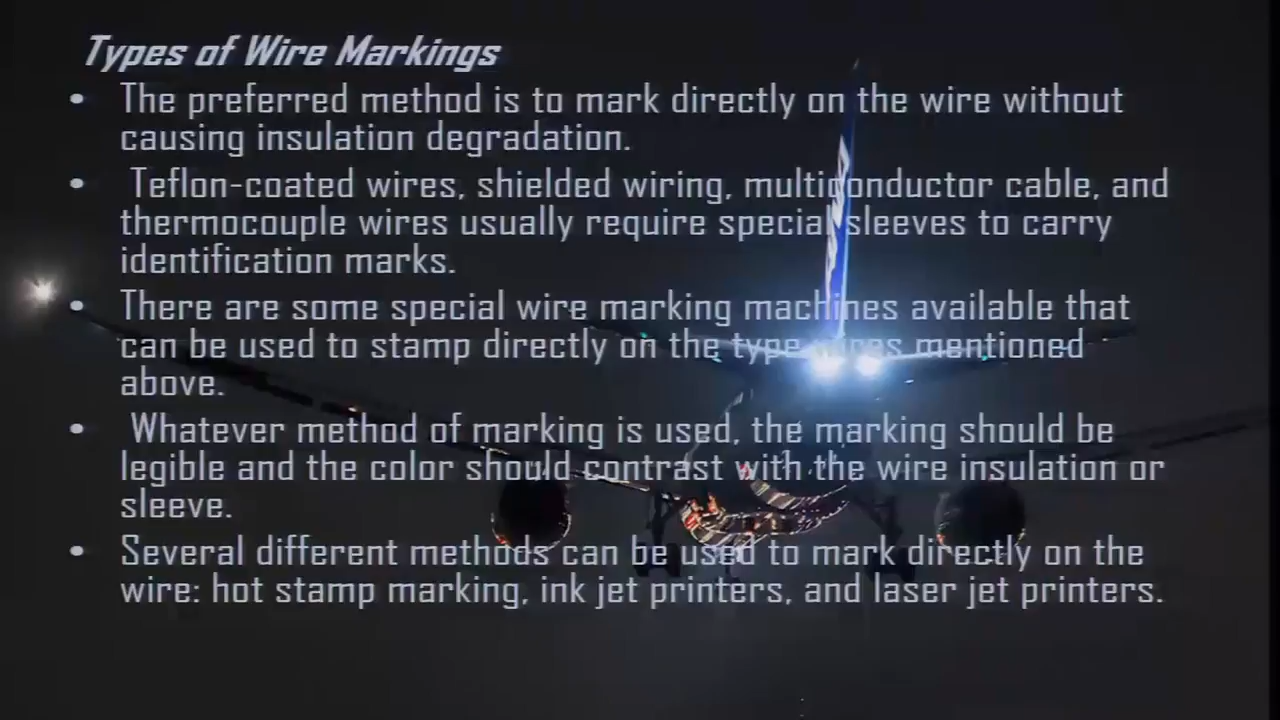 Types of Wire Markings
• The preferred method is to mark directly on the wire without
causing insulation degradation.
• Teflon-coated wires, shielded wiring, multiconductor cable, and
thermocouple wires usually require special sleeves to carry
identification marks.
• There are some special wire marking machines available that
can be used to stamp directly on the type wires mentioned
above.
• Whatever method of marking is used, the marking should be
legible and the color should contrast with the wire insulation or
sleeve.
• Several different methods can be used to mark directly on the
wire: hot stamp marking, ink jet printers, and laser jet printers.